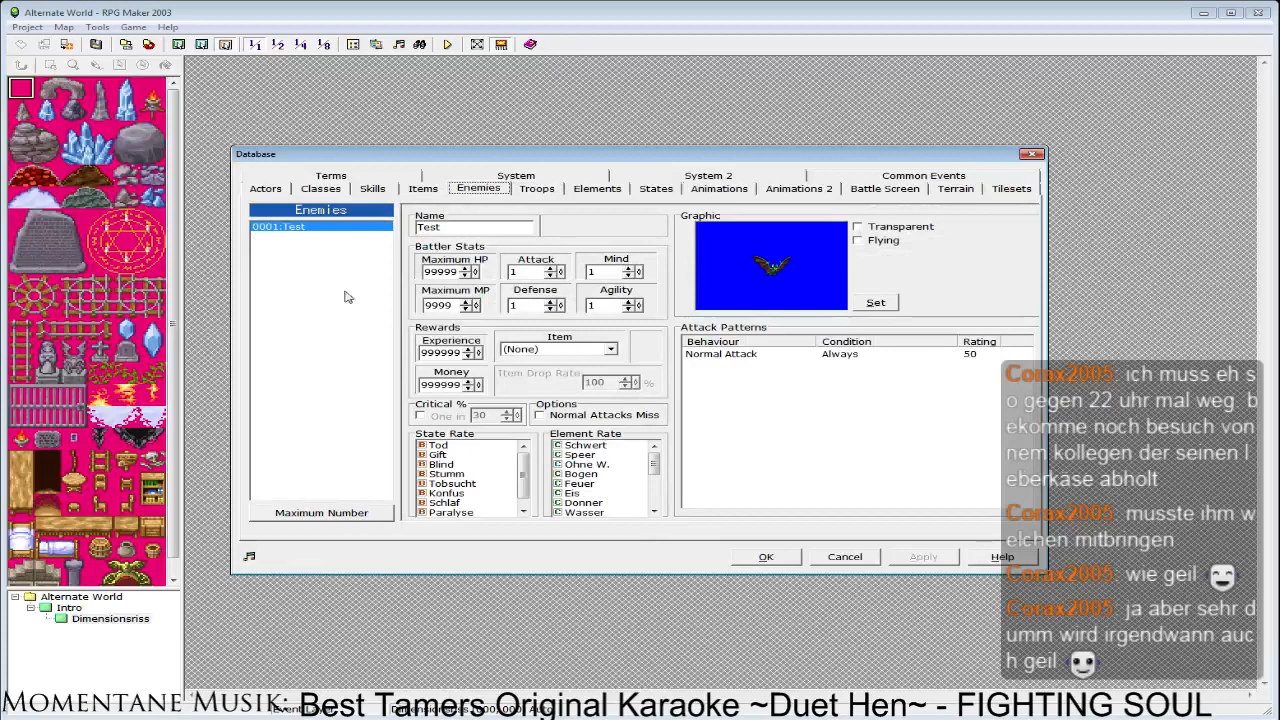 Alternate World - RPG Maker 2003
Project Map Tools Game Help
Database
Terms System System 2 Common Events
Actors Classes Skills Items Enemies Troops Elements States Animations Animations 2 Battle Screen Terrain Tilesets
Enemies
0001:Test
Maximum Number
Name
Test
Battler Stats
Maximum HP Attack Mind
99999 1 1
Maximum MP Defense Agility
9999 1 1
Rewards
Experience Item
999999 (None)
Money Item Drop Rate
999999 100 %
Critical % Options
One in 30 Normal Attacks Miss
State Rate
B Tod
B Gift
B Blind
B Stumm
B Tobsucht
B Konfus
B Schlaf
B Paralyse
Element Rate
C Schwert
C Speer
C Ohne W.
C Bogen
C Feuer
C Eis
C Donner
C Wasser
Graphic
Transparent
Flying
Set
Attack Patterns
Behaviour Condition Rating
Normal Attack Always 50
OK Cancel Apply Help
Alternate World
Intro
Dimensionsriss
Corax2005 ich muss eh s
o gegen 22 uhr mal weg b
ekomme noch besuch von
nem kollegen der seinen l
eberkäse abholt
Corax2005 musste ihm w
elchen mitbringen
Corax2005 wie geil
Corax2005 ja aber sehr d
umm wird irgendwann auc
h geil
Momentane Musik: Best Tamers Original Karaoke ~Duet Hen~ - FIGHTING SOUL